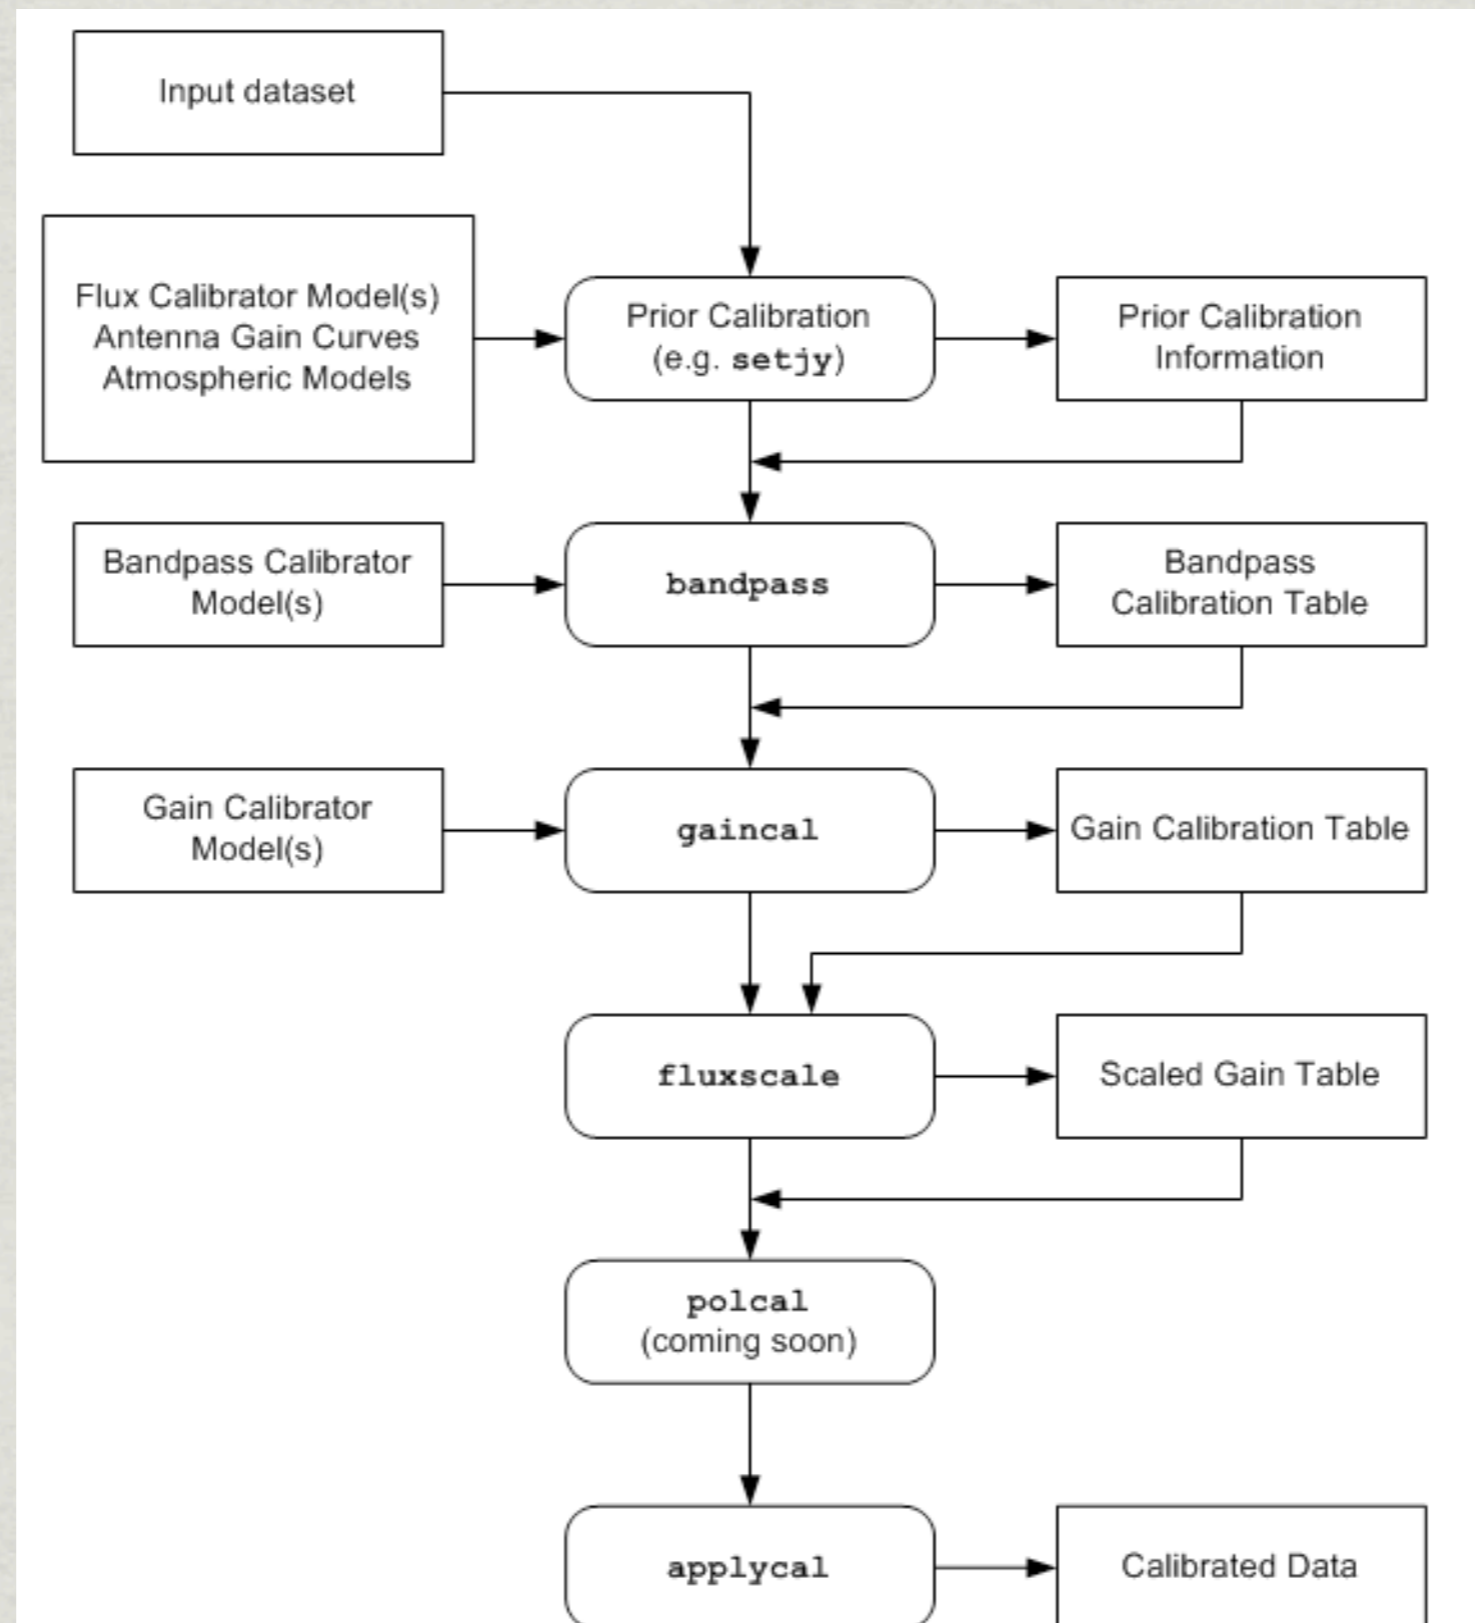 Input dataset
Flux Calibrator Model(s)
Antenna Gain Curves
Atmospheric Models
Prior Calibration
(e.g. setjy)
Prior Calibration
Information
Bandpass Calibrator
Model(s)
bandpass
Bandpass
Calibration Table
Gain Calibrator
Model(s)
gaincal
Gain Calibration Table
fluxscale
Scaled Gain Table
polcal
(coming soon)
applycal
Calibrated Data